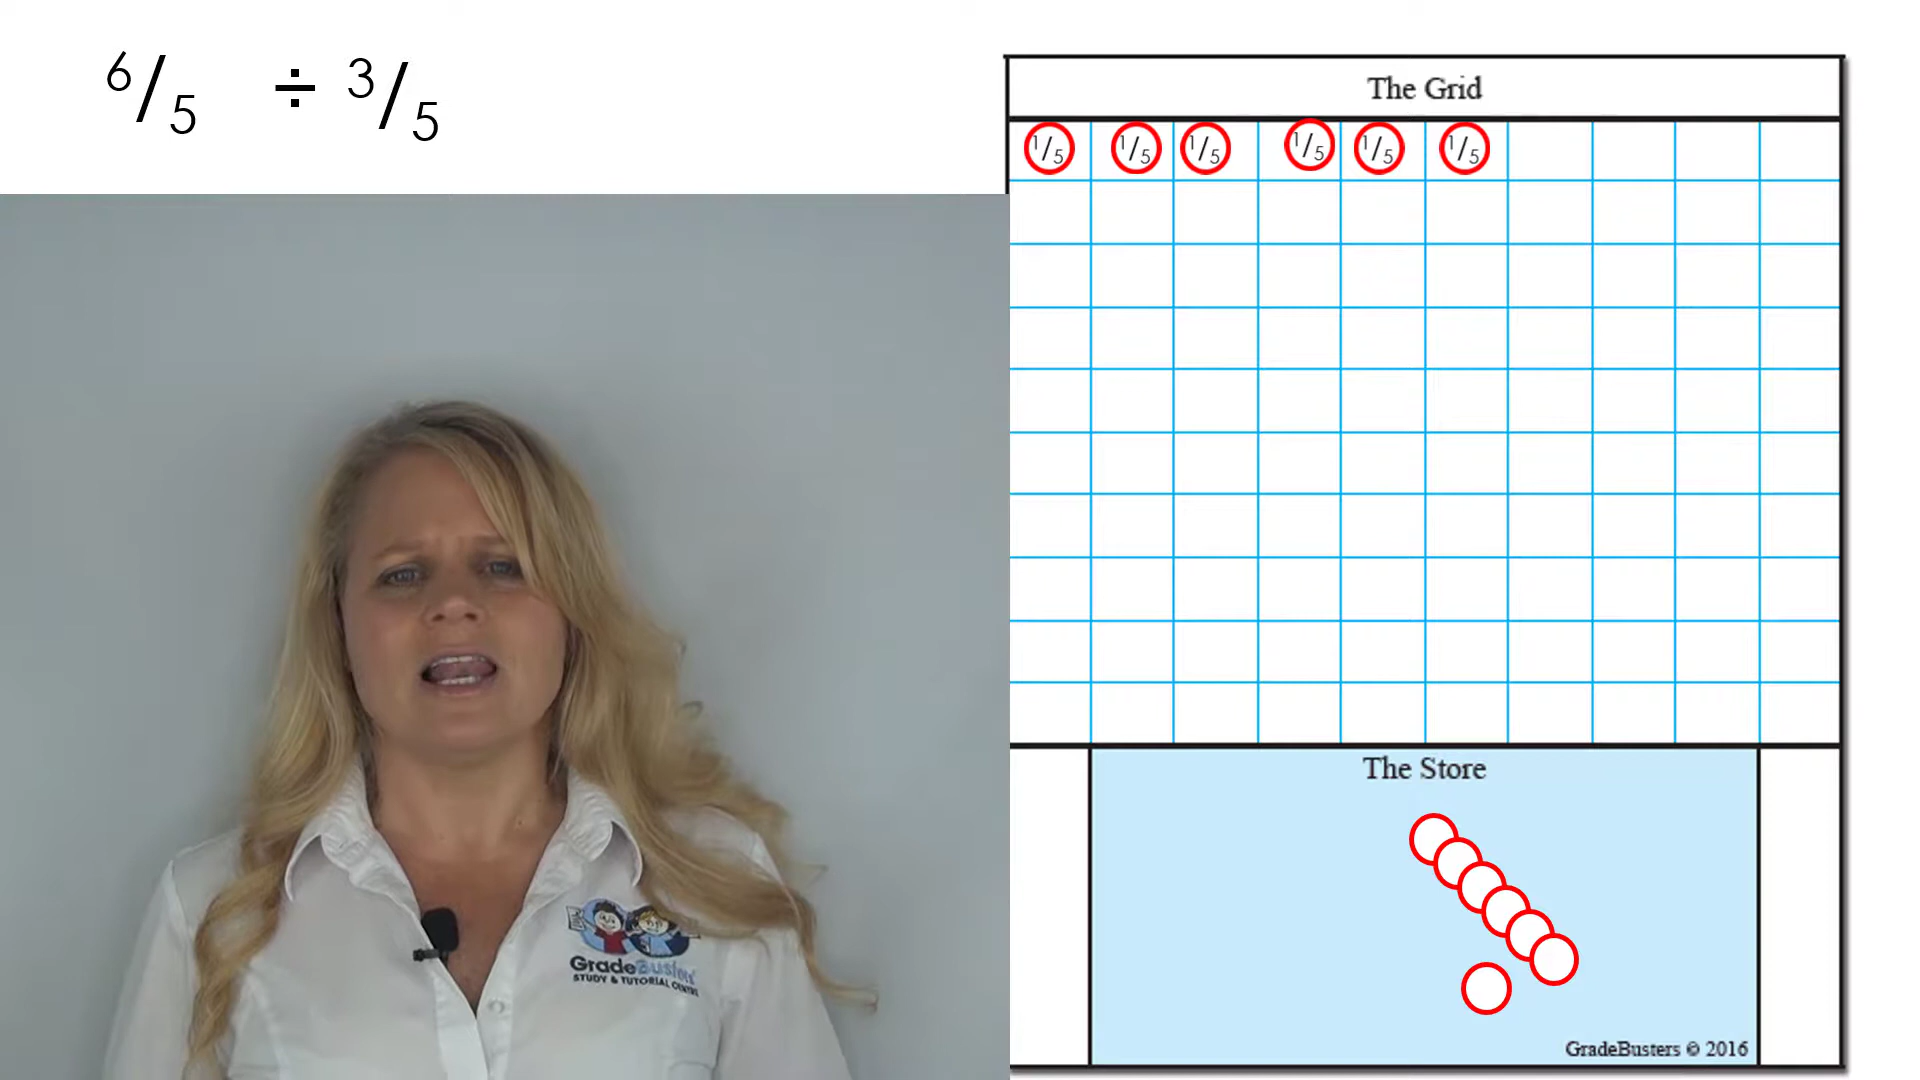 6/5 ÷ 3/5
The Grid
1/5 1/5 1/5 1/5 1/5 1/5
GradeBusters
STUDY & TUTORIAL CENTRE
The Store
GradeBusters © 2016